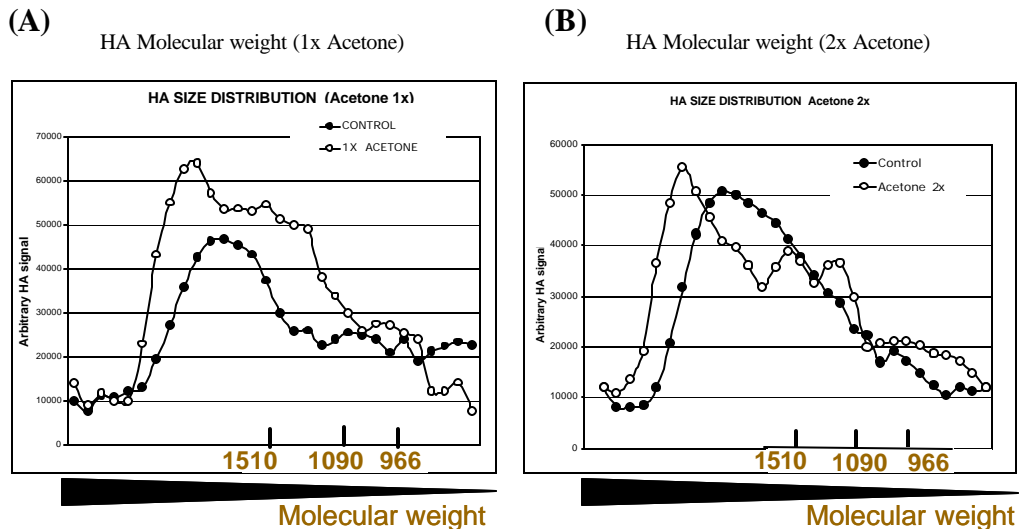 (A)
HA Molecular weight (1x Acetone)
HA SIZE DISTRIBUTION (Acetone 1x)
CONTROL
1X ACETONE
70000
60000
50000
40000
30000
20000
10000
0
Arbitrary HA signal
1510 1090 966
Molecular weight
(B)
HA Molecular weight (2x Acetone)
HA SIZE DISTRIBUTION Acetone 2x
Control
Acetone 2x
60000
50000
40000
30000
20000
10000
0
Arbitrary HA signal
1510 1090 966
Molecular weight